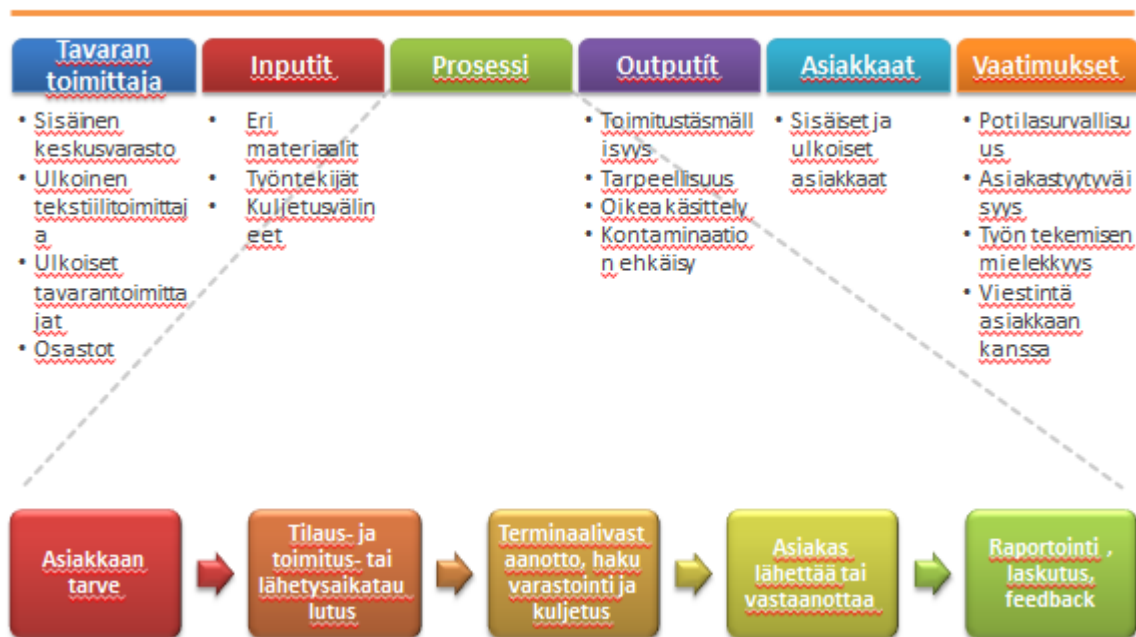 Tavaran
toimittaja
Inputit
Prosessi
Outputít
Asiakkaat
Vaatimukset
• Sisäinen
keskusvarasto
• Ulkoinen
tekstiilitoimittaj
a
• Ulkoiset
tavarantoimitta
jat
• Osastot
• Eri
materiaalit
• Työntekijät
• Kuljetusvälin
eet
• Toimitustäsmäll
isyys
• Tarpeellisuus
• Oikea käsittely
• Kontaminaatio
n ehkäisy
• Sisäiset ja
ulkoiset
asiakkaat
• Potilasurvallisu
us
• Asiakastyytyväi
syys
• Työn tekemisen
mielekkyys
• Viestintä
asiakkaan
kanssa
Asiakkaan
tarve
Tilaus- ja
toimitus- tai
lähetysaikatau
lutus
Terminaalivast
aanotto, haku
varastointi ja
kuljetus
Asiakas
lähettää tai
vastaanottaa
Raportointi ,
laskutus,
feedback